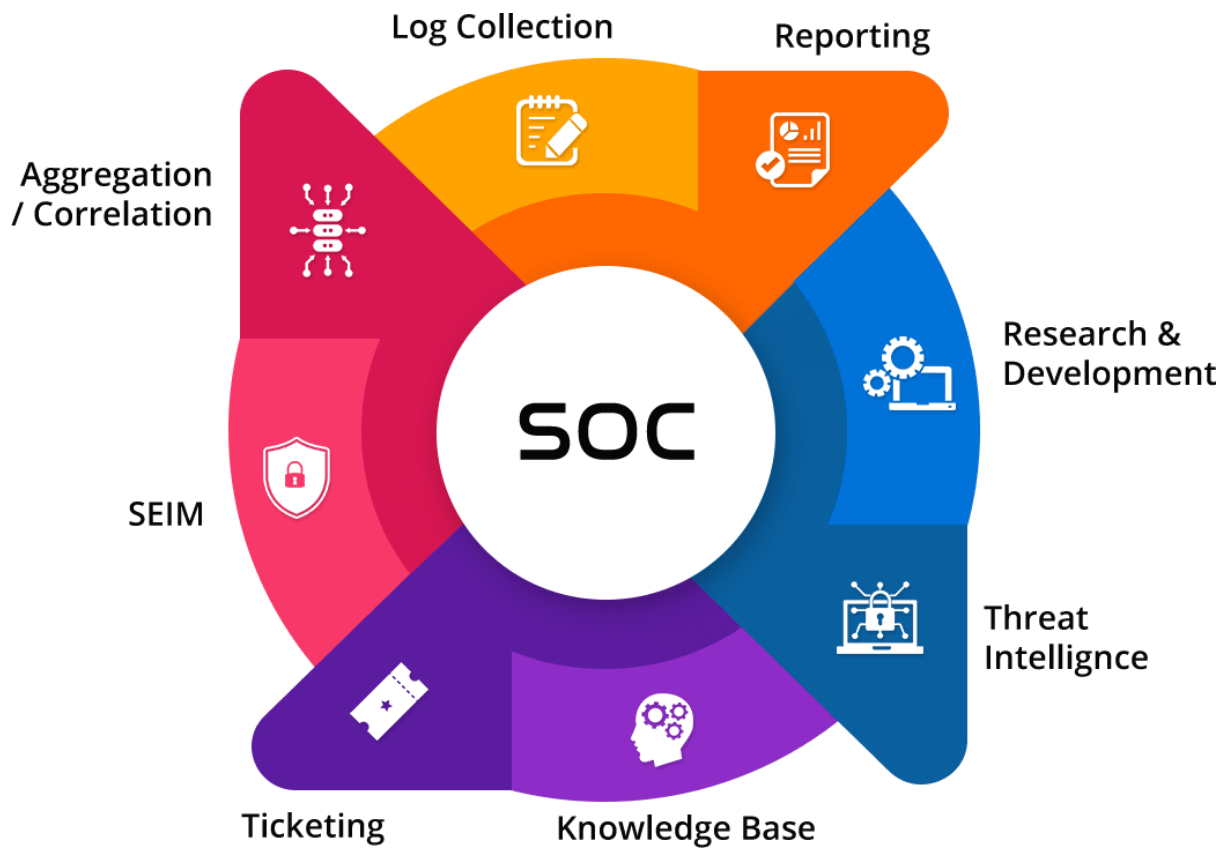 Log Collection
Reporting
Aggregation
/ Correlation
Research &
Development
SOC
SEIM
Threat
Intellignce
Ticketing
Knowledge Base